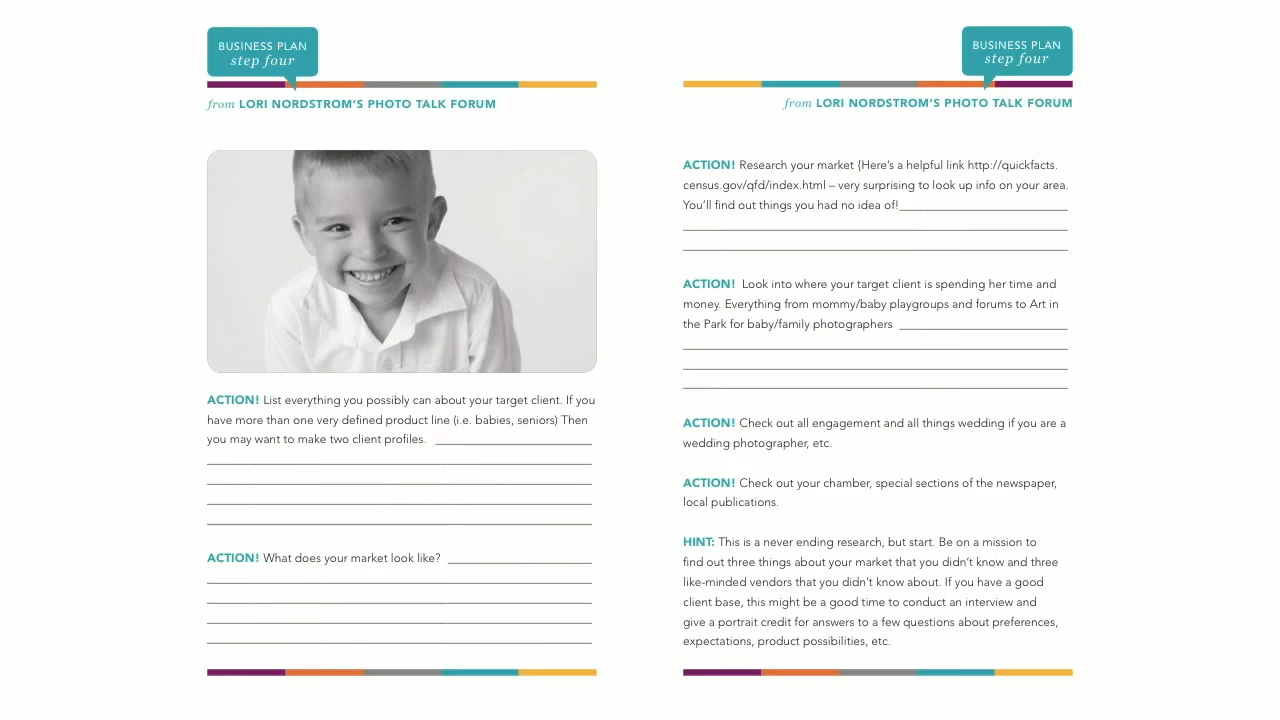 BUSINESS PLAN
step four
from LORI NORDSTROM'S PHOTO TALK FORUM
ACTION! List everything you possibly can about your target client. If you
have more than one very defined product line (i.e. babies, seniors) Then
you may want to make two client profiles.
ACTION! What does your market look like?
BUSINESS PLAN
step four
from LORI NORDSTROM'S PHOTO TALK FORUM
ACTION! Research your market {Here's a helpful link http://quickfacts.
census.gov/qfd/index.html – very surprising to look up info on your area.
You'll find out things you had no idea of!
ACTION! Look into where your target client is spending her time and
money. Everything from mommy/baby playgroups and forums to Art in
the Park for baby/family photographers
ACTION! Check out all engagement and all things wedding if you are a
wedding photographer, etc.
ACTION! Check out your chamber, special sections of the newspaper,
local publications.
HINT: This is a never ending research, but start. Be on a mission to
find out three things about your market that you didn't know and three
like-minded vendors that you didn't know about. If you have a good
client base, this might be a good time to conduct an interview and
give a portrait credit for answers to a few questions about preferences,
expectations, product possibilities, etc.